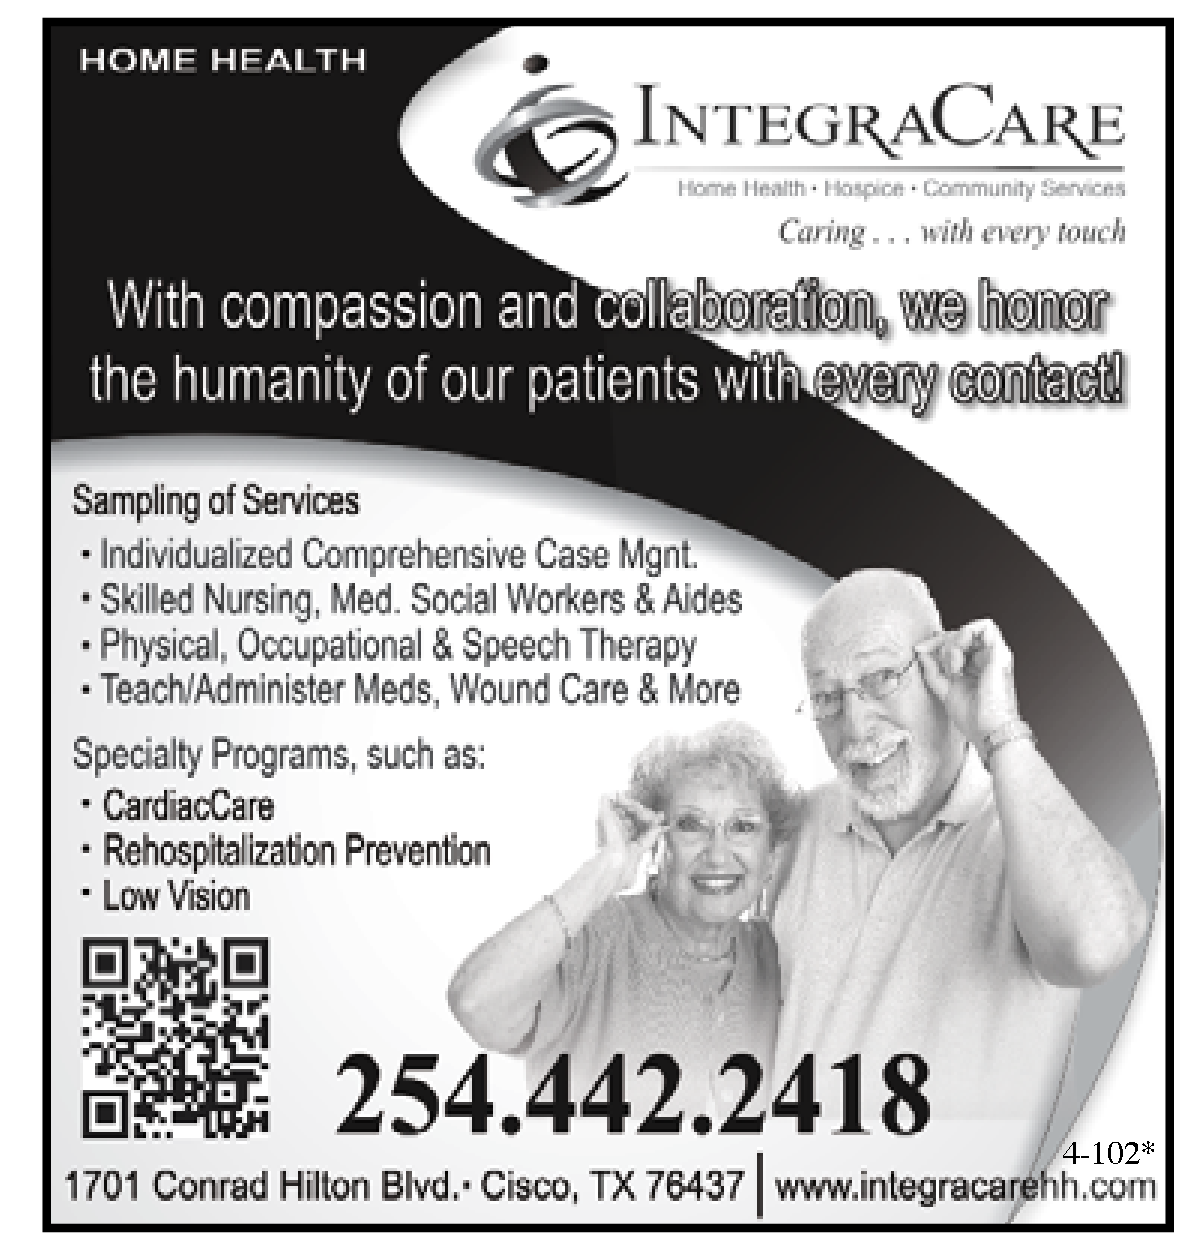 HOME HEALTH
INTEGRACARE
Home Health • Hospice • Community Services
Caring . . . with every touch
With compassion and collaboration, we honor
the humanity of our patients with every contact!
Sampling of Services
• Individualized Comprehensive Case Mgnt.
• Skilled Nursing, Med. Social Workers & Aides
• Physical, Occupational & Speech Therapy
• Teach/Administer Meds, Wound Care & More
Specialty Programs, such as:
• CardiacCare
• Rehospitalization Prevention
• Low Vision
254.442.2418
4-102*
1701 Conrad Hilton Blvd.• Cisco, TX 76437 | www.integracarehh.com